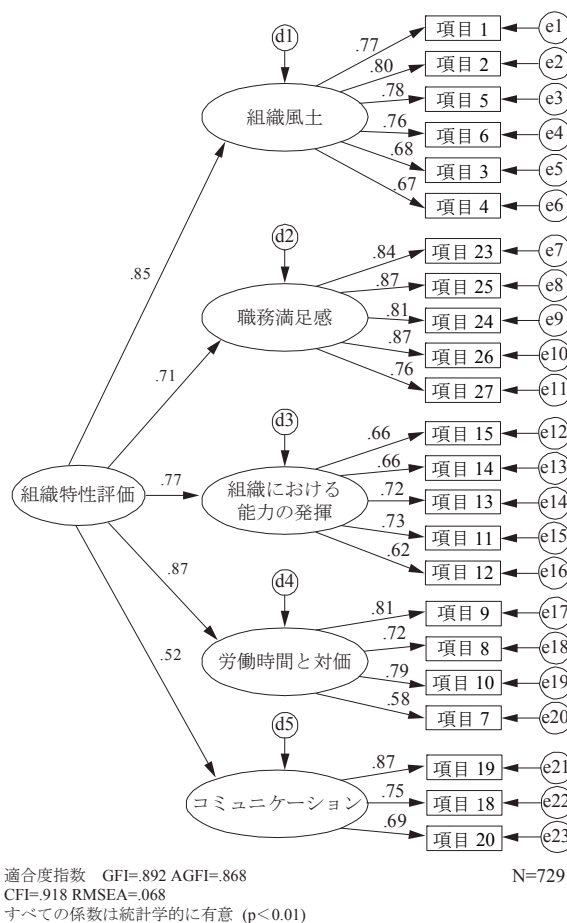 d1
.77
項目 1
e1
.80
項目 2
e2
.78
項目 5
e3
組織風土
.76
項目 6
e4
.68
項目 3
e5
.67
項目 4
e6
.85
d2
.84
項目 23
e7
.87
項目 25
e8
職務満足感
.81
項目 24
e9
.87
項目 26
e10
.76
項目 27
e11
.71
d3
.66
項目 15
e12
.66
項目 14
e13
組織特性評価
.77
組織における
能力の発揮
.72
項目 13
e14
.73
項目 11
e15
.62
項目 12
e16
.87
d4
.81
項目 9
e17
.72
項目 8
e18
労働時間と対価
.79
項目 10
e19
.58
項目 7
e20
.52
d5
.87
項目 19
e21
コミュニケーション
.75
項目 18
e22
.69
項目 20
e23
適合度指数 GFI=.892 AGFI=.868
N=729
CFI=.918 RMSEA=.068
すべての係数は統計学的に有意 (p<0.01)